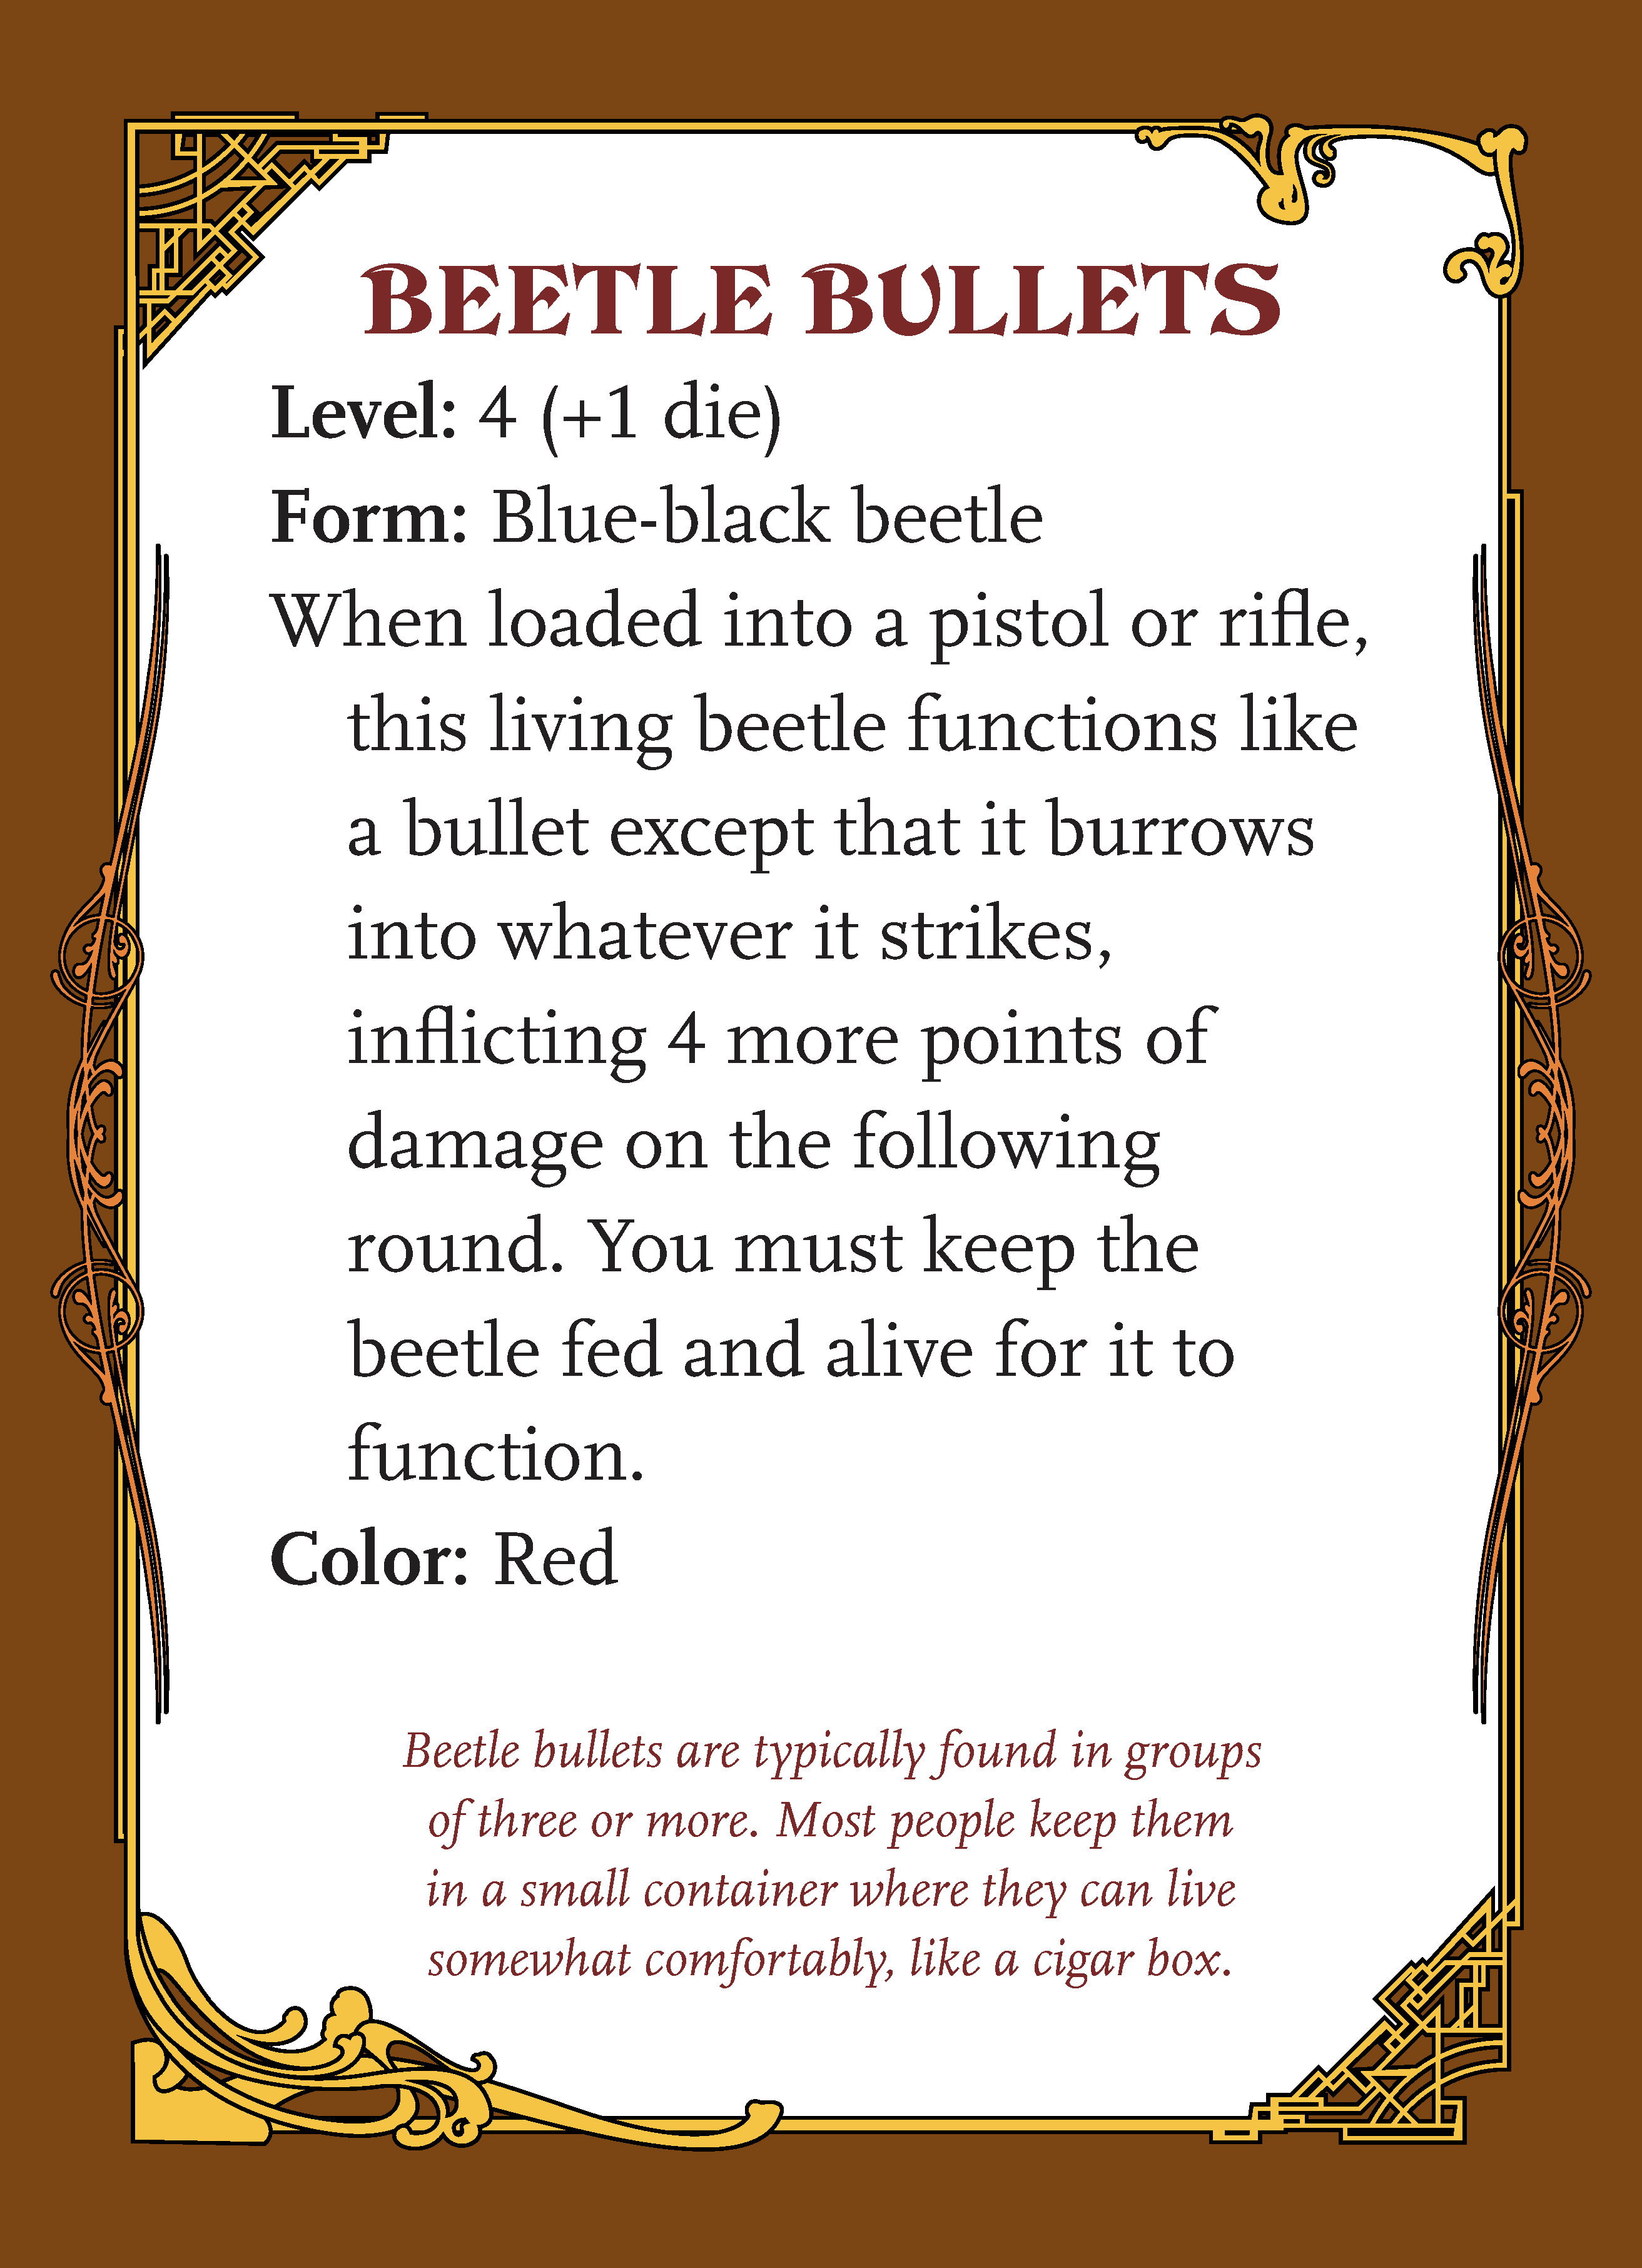 BEETLE BULLETS
Level: 4 (+1 die)
Form: Blue-black beetle
When loaded into a pistol or rifle,
this living beetle functions like
a bullet except that it burrows
into whatever it strikes,
inflicting 4 more points of
damage on the following
round. You must keep the
beetle fed and alive for it to
function.
Color: Red
Beetle bullets are typically found in groups
of three or more. Most people keep them
in a small container where they can live
somewhat comfortably, like a cigar box.